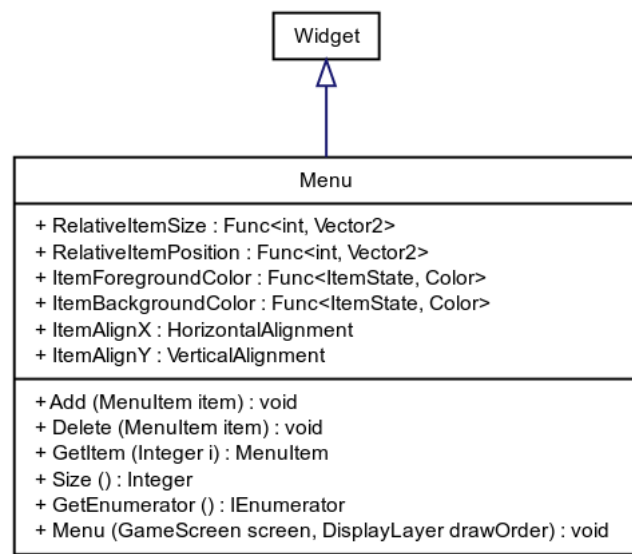 Widget
Menu
+ RelativeItemSize : Func<int, Vector2>
+ RelativeItemPosition : Func<int, Vector2>
+ ItemForegroundColor : Func<ItemState, Color>
+ ItemBackgroundColor : Func<ItemState, Color>
+ ItemAlignX : HorizontalAlignment
+ ItemAlignY : VerticalAlignment
+ Add (MenuItem item) : void
+ Delete (MenuItem item) : void
+ GetItem (Integer i) : MenuItem
+ Size () : Integer
+ GetEnumerator () : IEnumerator
+ Menu (GameScreen screen, DisplayLayer drawOrder) : void